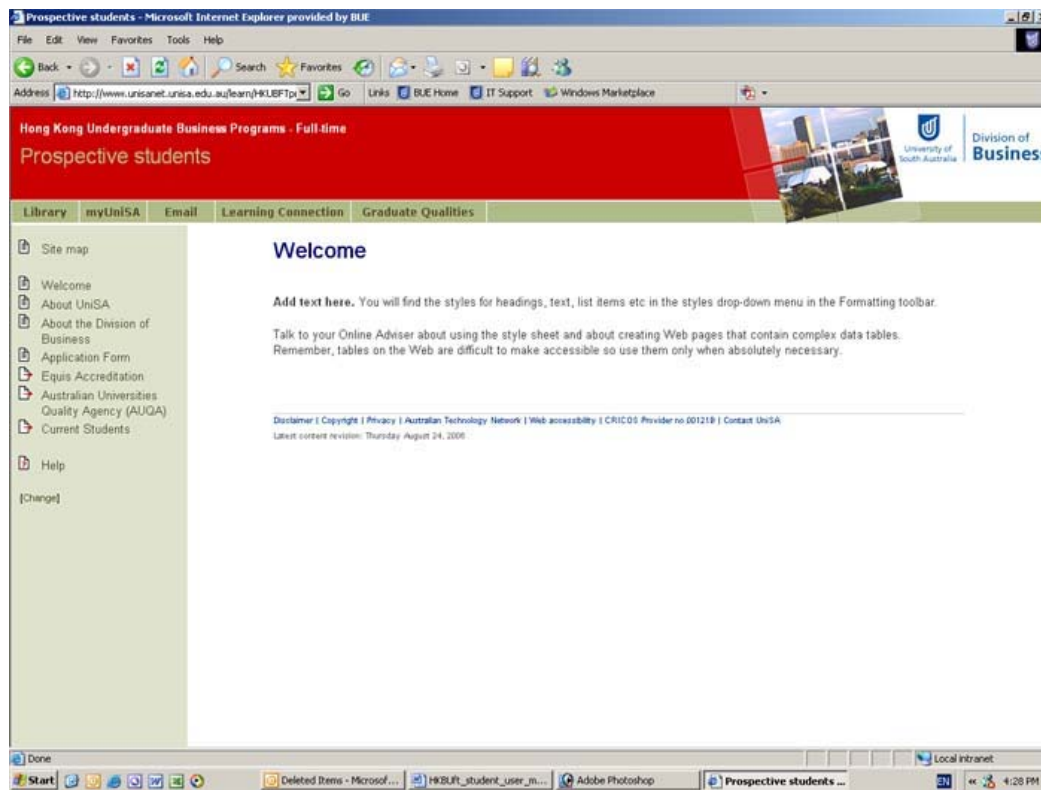 Prospective students - Microsoft Internet Explorer provided by BUE
File Edit View Favorites Tools Help
Back Search Favorites
Address http://www.unisanet.unisa.edu.au/learn/HKUBFTpr Go Links BUE Home IT Support Windows Marketplace
Hong Kong Undergraduate Business Programs - Full-time
Prospective students
University of
South Australia
Division of
Business
Library myUniSA Email Learning Connection Graduate Qualities
Site map
Welcome
About UniSA
About the Division of
Business
Application Form
Equis Accreditation
Australian Universities
Quality Agency (AUQA)
Current Students
Help
[Change]
Welcome
Add text here. You will find the styles for headings, text, list items etc in the styles drop-down menu in the Formatting toolbar.
Talk to your Online Adviser about using the style sheet and about creating Web pages that contain complex data tables.
Remember, tables on the Web are difficult to make accessible so use them only when absolutely necessary.
Disclaimer | Copyright | Privacy | Australian Technology Network | Web accessibility | CRICOS Provider no 00121B | Contact UniSA
Latest content revision: Thursday August 24, 2006
Done Local intranet
Start Deleted Items - Microsof... HKBUft_student_user_m... Adobe Photoshop Prospective students ... EN 4:28 PM